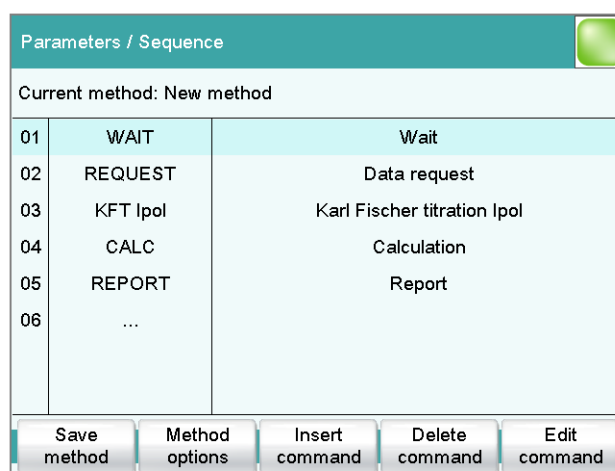 Parameters / Sequence
Current method: New method
01 WAIT Wait
02 REQUEST Data request
03 KFT Ipol Karl Fischer titration Ipol
04 CALC Calculation
05 REPORT Report
06 ...
Save method Method options Insert command Delete command Edit command